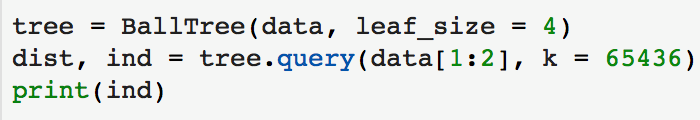 tree = BallTree(data, leaf_size = 4)
dist, ind = tree.query(data[1:2], k = 65436)
print(ind)